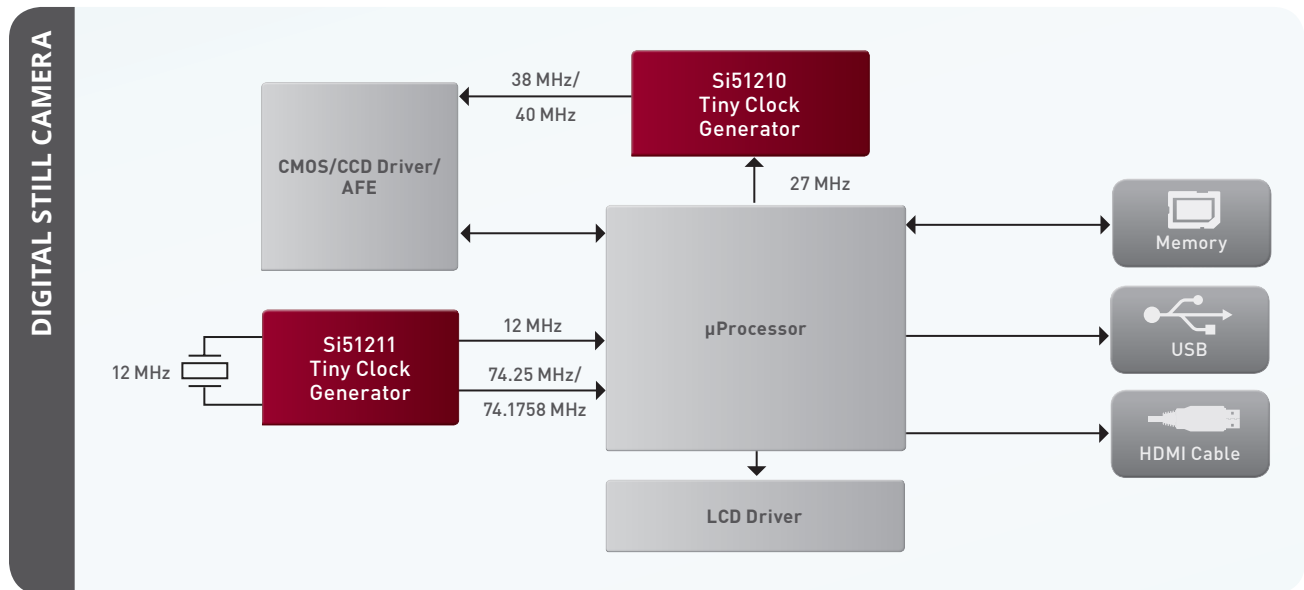 DIGITAL STILL CAMERA
38 MHz/
40 MHz
Si51210
Tiny Clock
Generator
CMOS/CCD Driver/
AFE
27 MHz
Memory
12 MHz
Si51211
Tiny Clock
Generator
12 MHz
74.25 MHz/
74.1758 MHz
µProcessor
USB
HDMI Cable
LCD Driver